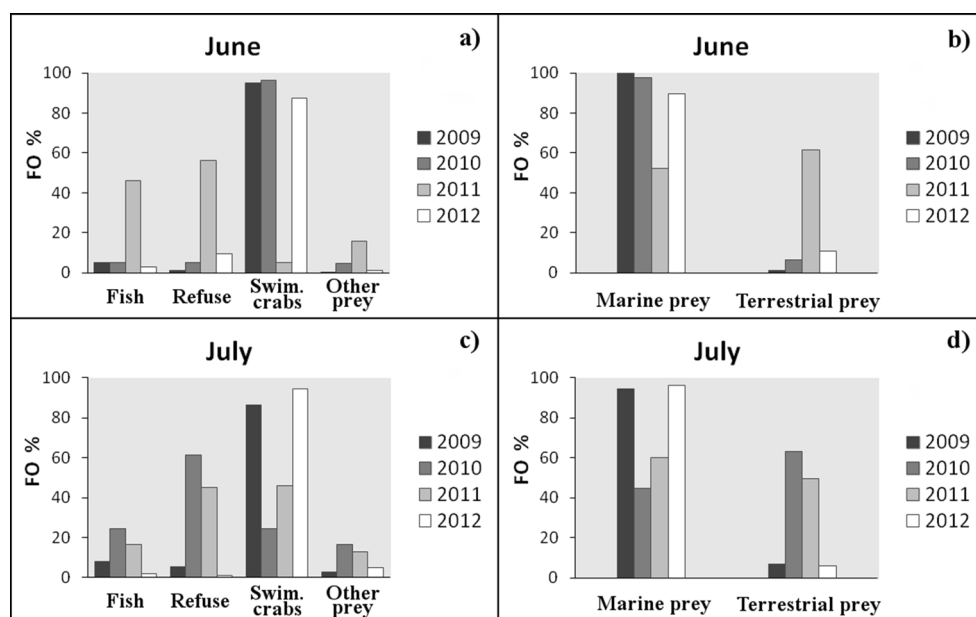 June
a)
FO %
100
80
60
40
20
0
Fish
Refuse
Swim.
crabs
Other
prey
2009
2010
2011
2012
June
b)
FO %
100
80
60
40
20
0
Marine prey
Terrestrial prey
2009
2010
2011
2012
July
c)
FO %
100
80
60
40
20
0
Fish
Refuse
Swim.
crabs
Other
prey
2009
2010
2011
2012
July
d)
FO %
100
80
60
40
20
0
Marine prey
Terrestrial prey
2009
2010
2011
2012